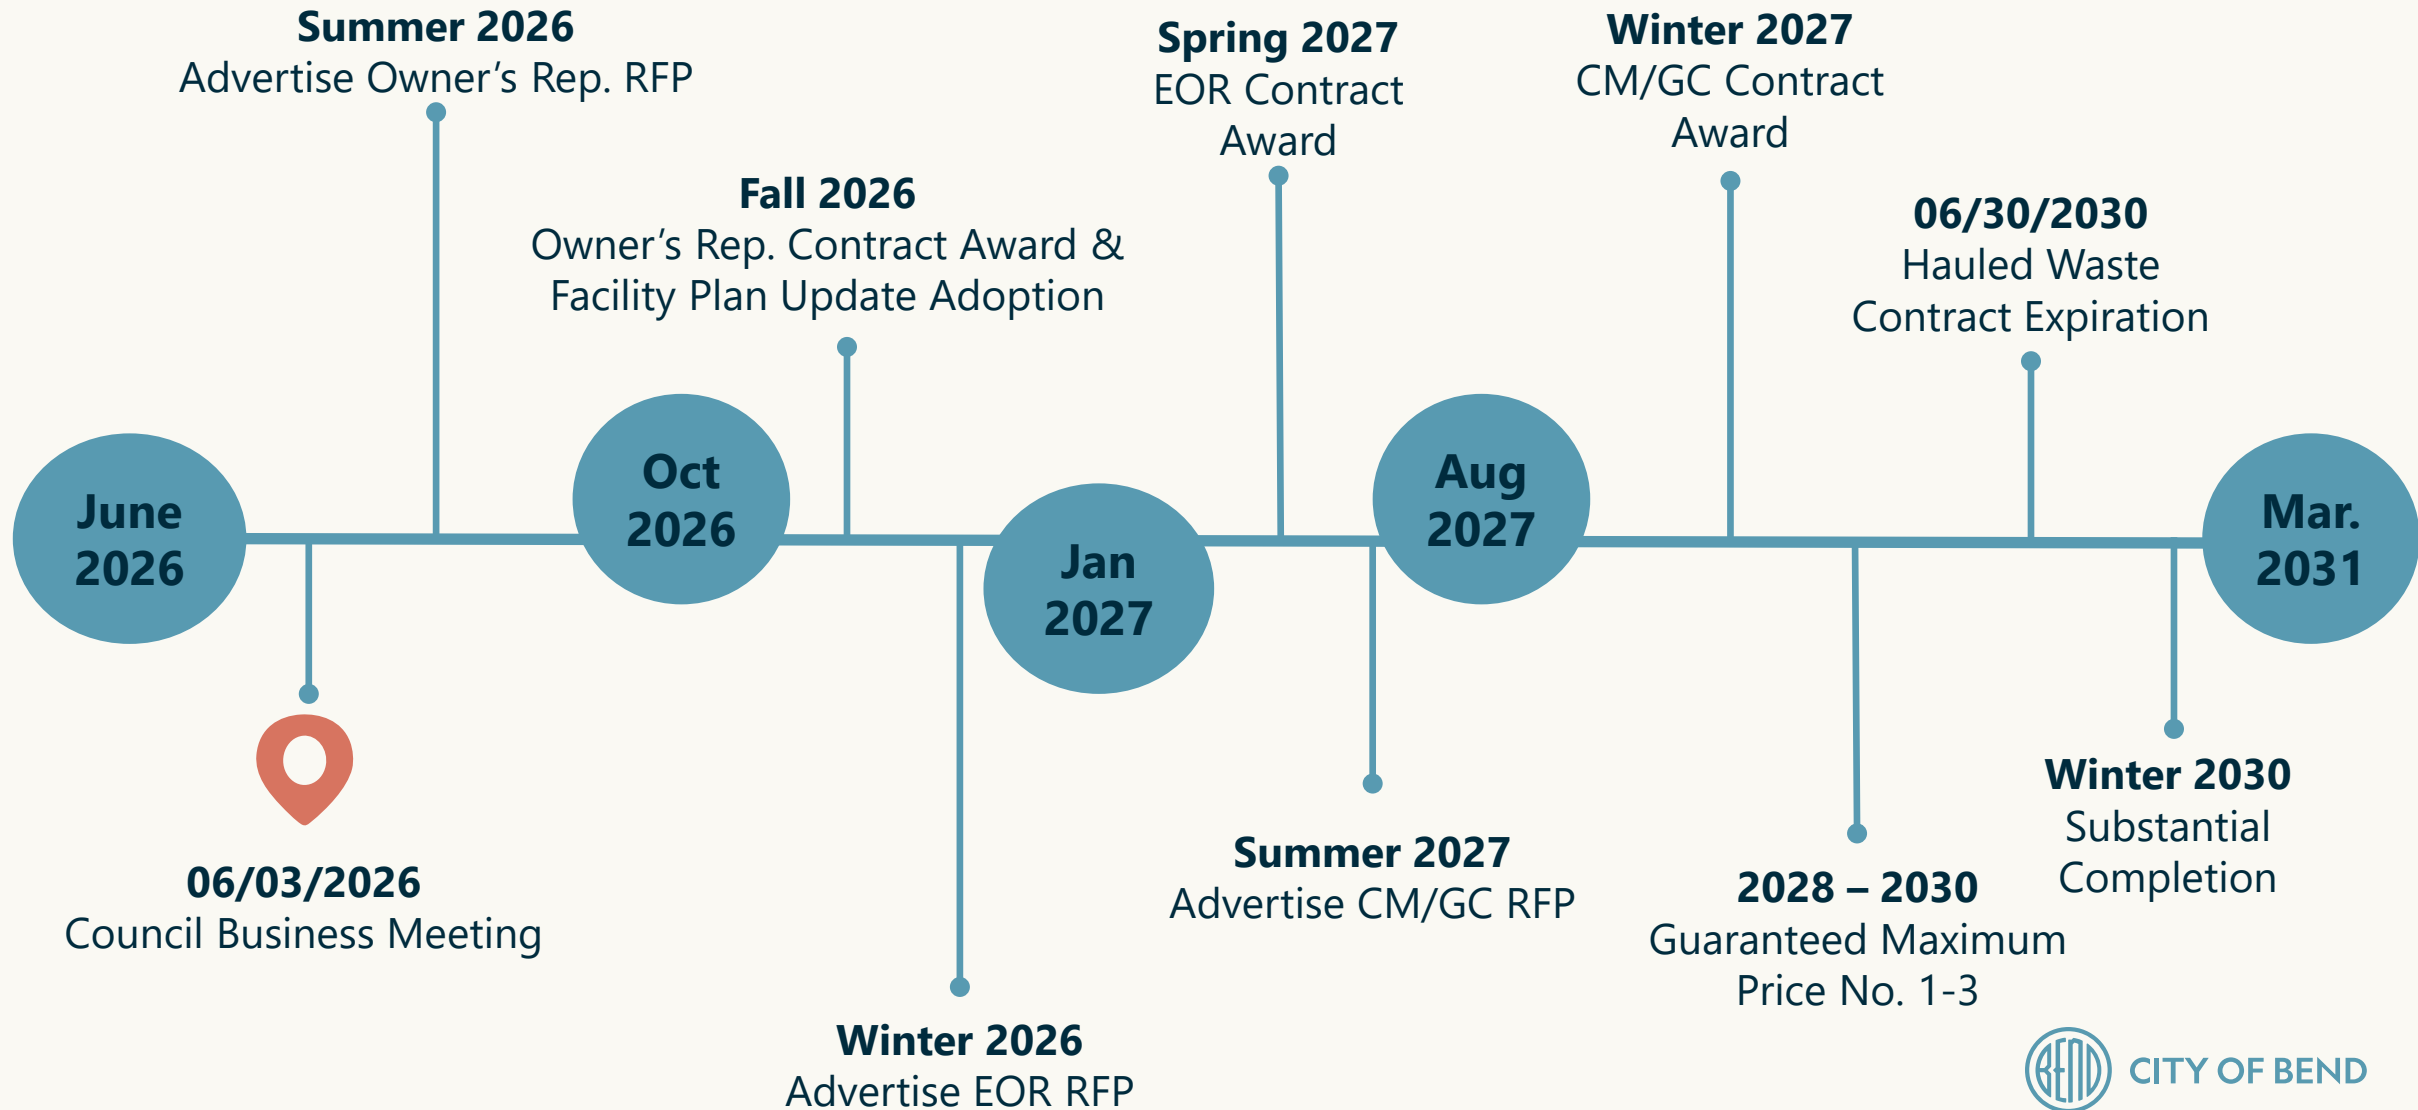 Summer 2026
Advertise Owner’s Rep. RFP
Spring 2027
EOR Contract
Award
Winter 2027
CM/GC Contract
Award
Fall 2026
Owner’s Rep. Contract Award &
Facility Plan Update Adoption
06/30/2030
Hauled Waste
Contract Expiration
June
2026
Oct
2026
Jan
2027
Aug
2027
Mar.
2031
06/03/2026
Council Business Meeting
Winter 2026
Advertise EOR RFP
Summer 2027
Advertise CM/GC RFP
2028 – 2030
Guaranteed Maximum
Price No. 1-3
Winter 2030
Substantial
Completion
BEND
CITY OF BEND